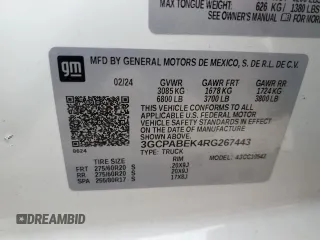 MAX TONGUE WEIGHT: 626 KG/ 1380 LBS
SEE OWNER'S MANUAL
gm
MFD BY GENERAL MOTORS DE MEXICO, S. DE R.L. DE C.V.
02/24 GVWR GAWR FRT GAWR RR
3085 KG 1678 KG 1724 KG
6800 LB 3700 LB 3800 LB
THIS VEHICLE CONFORMS TO ALL
APPLICABLE U.S. FEDERAL MOTOR
VEHICLE SAFETY STANDARDS IN
EFFECT ON THE DATE OF
MANUFACTURE SHOWN ABOVE.
3GCPABEK4RG267443
TYPE: TRUCK
TIRE SIZE RIM
FRT 275/60R20 S 20X9J
RR 275/60R20 S 20X9J
SPA 17X8J
AutoBidMaster